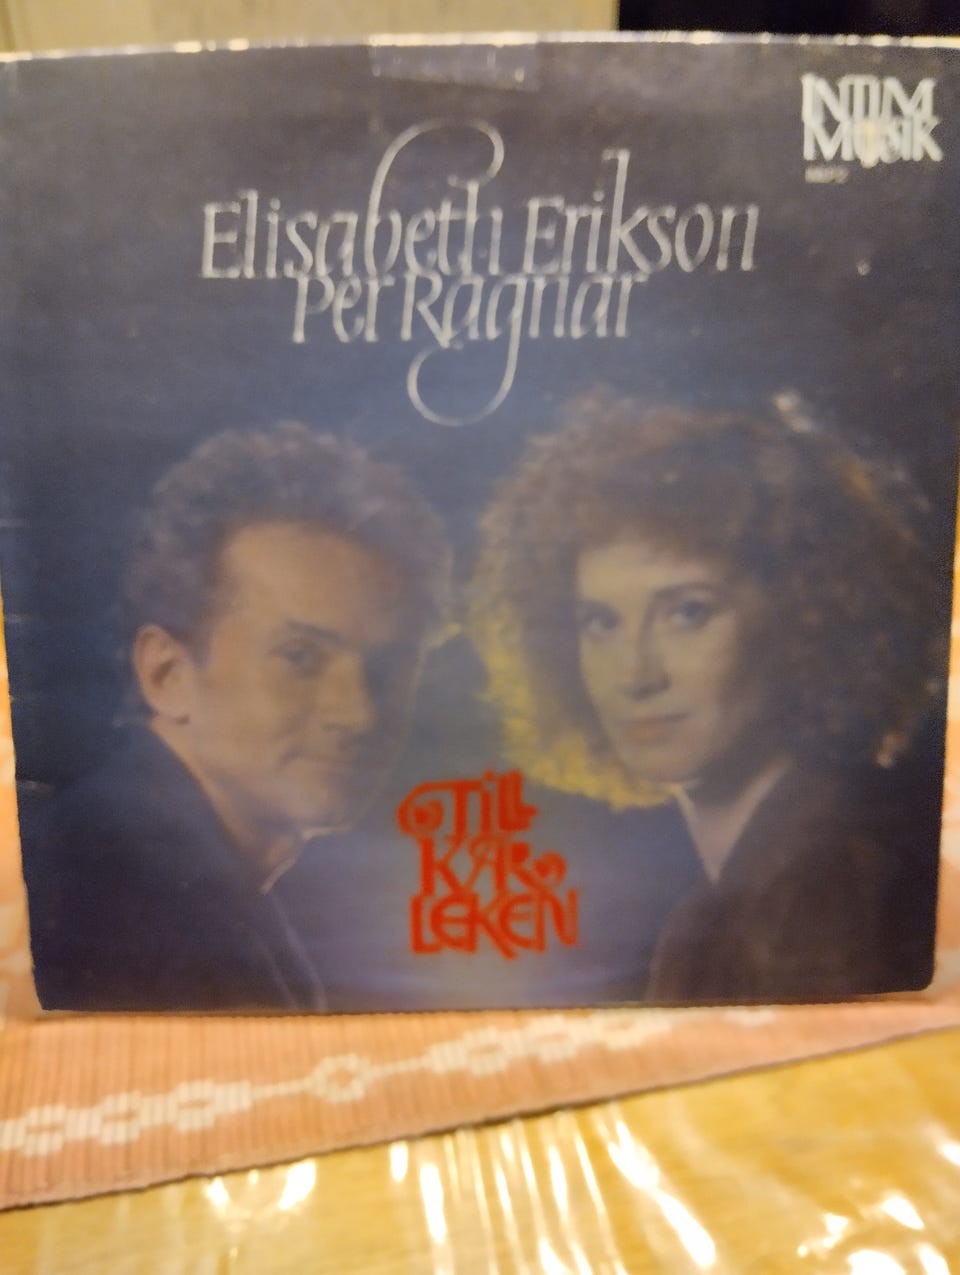 INTIM
MUSIK
Elisabeth Erikson
Per Ragnar
TILL
KÄR
LEKEN